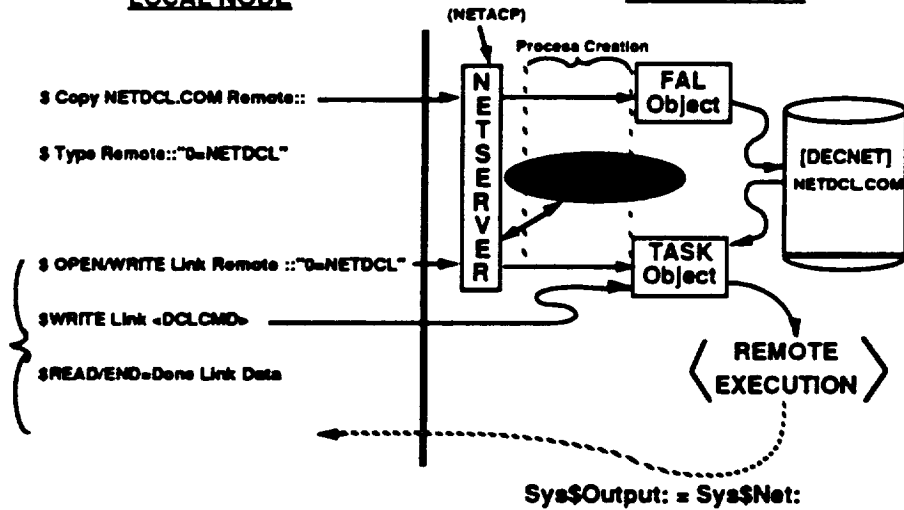 LOCAL NODE
(NETACP)
Process Creation
NETSERVER
FAL
Object
$ Copy NETDCL.COM Remote::
$ Type Remote::"0=NETDCL"
[DECNET]
NETDCL.COM
TASK
Object
$ OPEN/WRITE Link Remote ::"0=NETDCL"
$WRITE Link <DCLCMD>
$READ/END=Done Link Data
REMOTE
EXECUTION
Sys$Output: = Sys$Net: